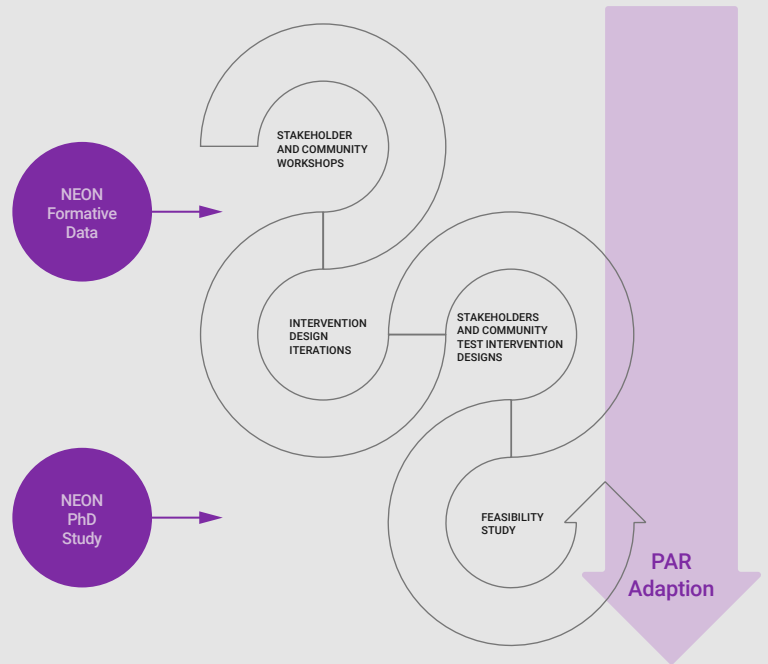 STAKEHOLDER
AND COMMUNITY
WORKSHOPS
NEON
Formative
Data
INTERVENTION
DESIGN
ITERATIONS
STAKEHOLDERS
AND COMMUNITY
TEST INTERVENTION
DESIGNS
NEON
PhD
Study
FEASIBILITY
STUDY
PAR
Adaption